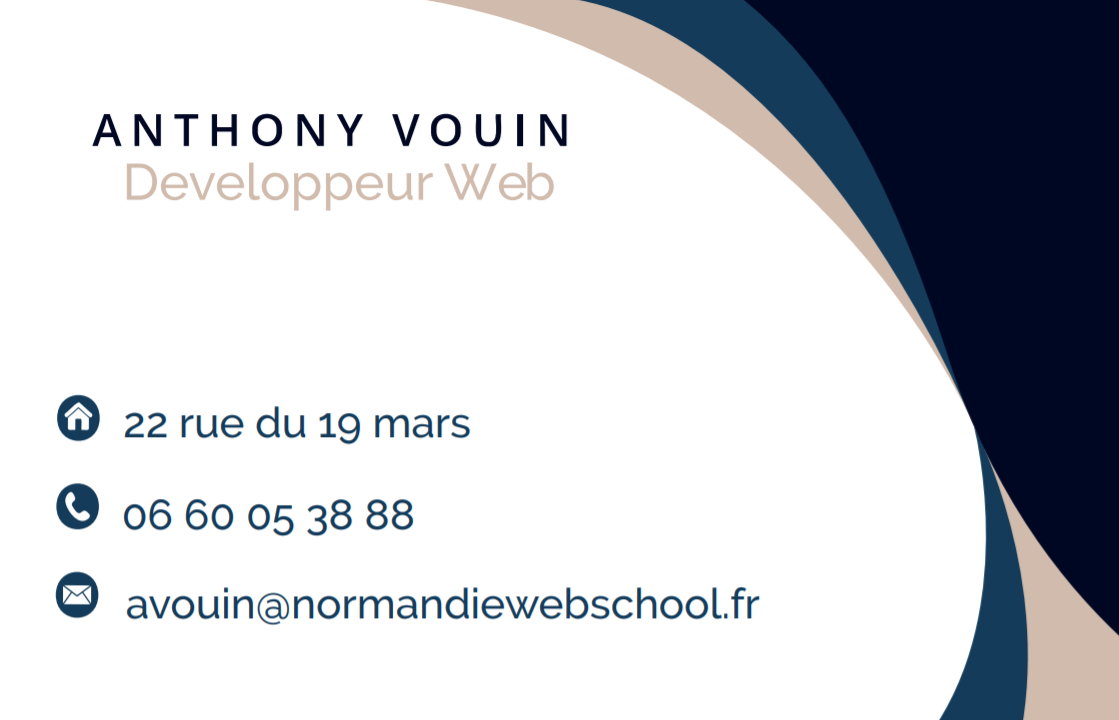 ANTHONY VOUIN
Developpeur Web
22 rue du 19 mars
06 60 05 38 88
avouin@normandiewebschool.fr